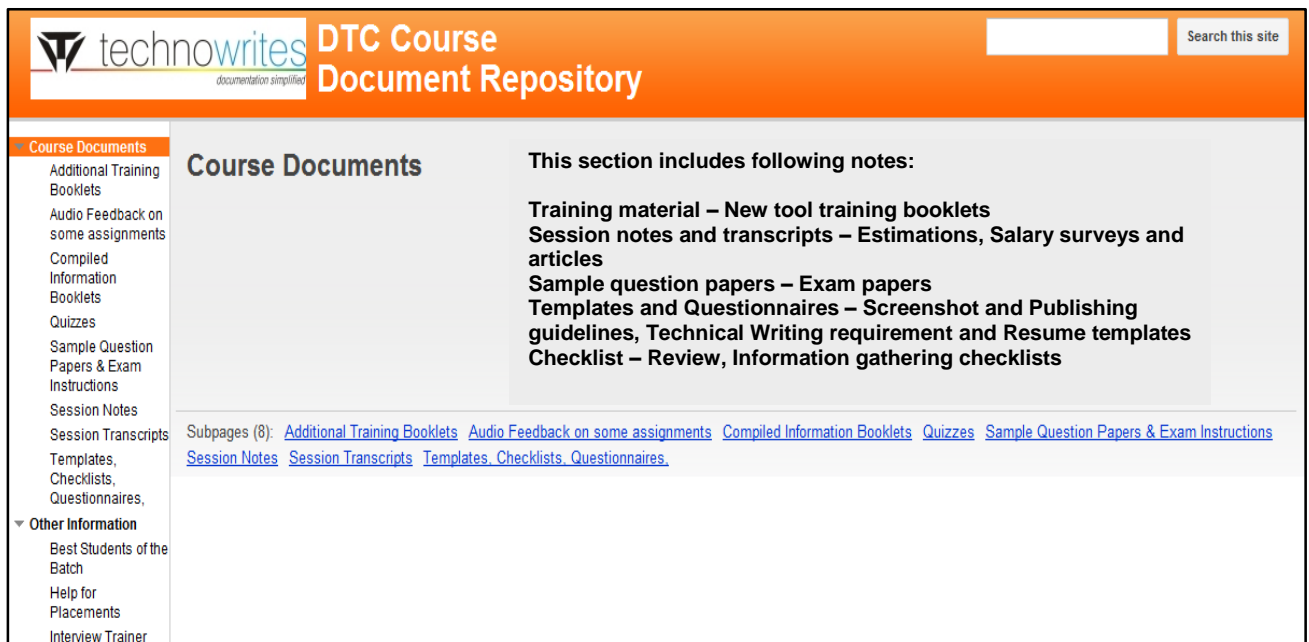 technowrites
documentation simplified
DTC Course
Document Repository
Search this site
Course Documents
Additional Training
Booklets
Audio Feedback on
some assignments
Compiled
Information
Booklets
Quizzes
Sample Question
Papers & Exam
Instructions
Session Notes
Session Transcripts
Templates,
Checklists,
Questionnaires,
Other Information
Best Students of the
Batch
Help for
Placements
Interview Trainer
Course Documents
This section includes following notes:
Training material – New tool training booklets
Session notes and transcripts – Estimations, Salary surveys and
articles
Sample question papers – Exam papers
Templates and Questionnaires – Screenshot and Publishing
guidelines, Technical Writing requirement and Resume templates
Checklist – Review, Information gathering checklists
Subpages (8): Additional Training Booklets Audio Feedback on some assignments Compiled Information Booklets Quizzes Sample Question Papers & Exam Instructions
Session Notes Session Transcripts Templates, Checklists, Questionnaires,